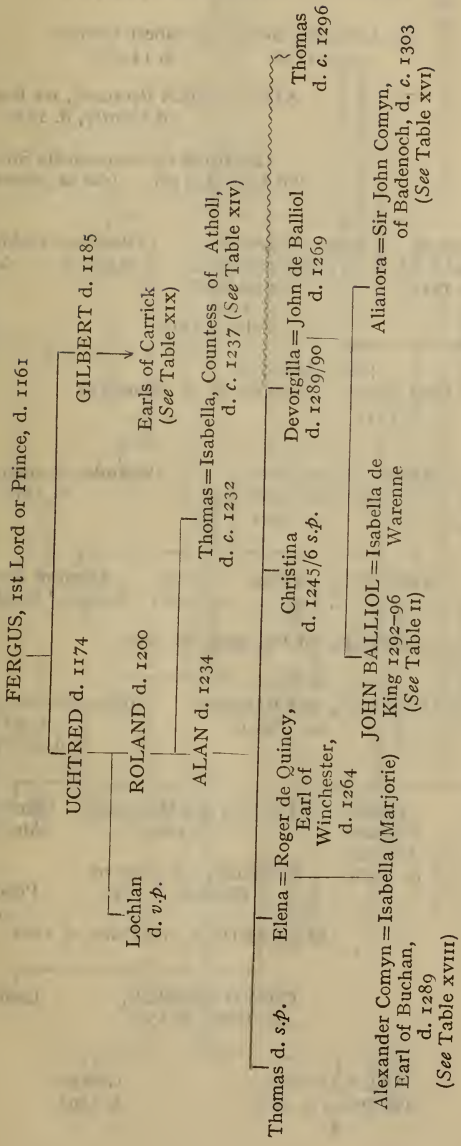 FERGUS, 1st Lord or Prince, d. 1161
UCHTRED d. 1174
GILBERT d. 1185
Earls of Carrick
(See Table XIX)
Lochlan
d. v.p.
ROLAND d. 1200
ALAN d. 1234
Thomas=Isabella, Countess of Atholl,
d. c. 1232
d. c. 1237 (See Table XIV)
Thomas d. s.p.
Elena=Roger de Quincy,
Earl of
Winchester,
d. 1264
Christina
d. 1245/6 s.p.
Devorgilla=John de Balliol
d. 1289/90
d. 1269
Thomas
d. c. 1296
Alexander Comyn=Isabella (Marjorie)
Earl of Buchan,
d. 1289
(See Table XVIII)
JOHN BALLIOL=Isabella de
King 1292-96
Warenne
(See Table II)
Alianora=Sir John Comyn,
of Badenoch, d. c. 1303
(See Table XVI)